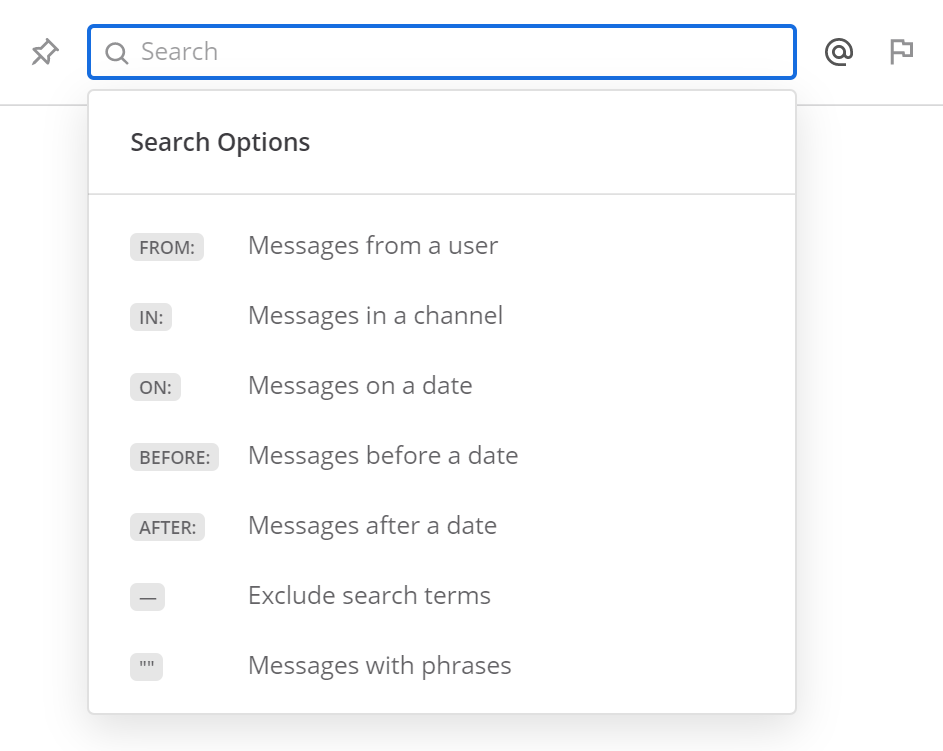 Search
Search Options
FROM: Messages from a user
IN: Messages in a channel
ON: Messages on a date
BEFORE: Messages before a date
AFTER: Messages after a date
— Exclude search terms
"" Messages with phrases